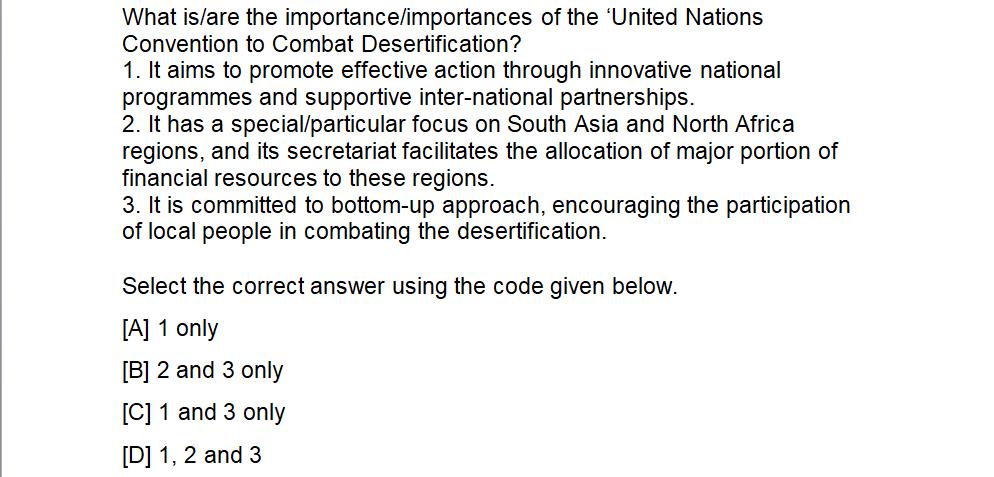 What is/are the importance/importances of the ‘United Nations
Convention to Combat Desertification?
1. It aims to promote effective action through innovative national
programmes and supportive inter-national partnerships.
2. It has a special/particular focus on South Asia and North Africa
regions, and its secretariat facilitates the allocation of major portion of
financial resources to these regions.
3. It is committed to bottom-up approach, encouraging the participation
of local people in combating the desertification.
Select the correct answer using the code given below.
[A] 1 only
[B] 2 and 3 only
[C] 1 and 3 only
[D] 1, 2 and 3